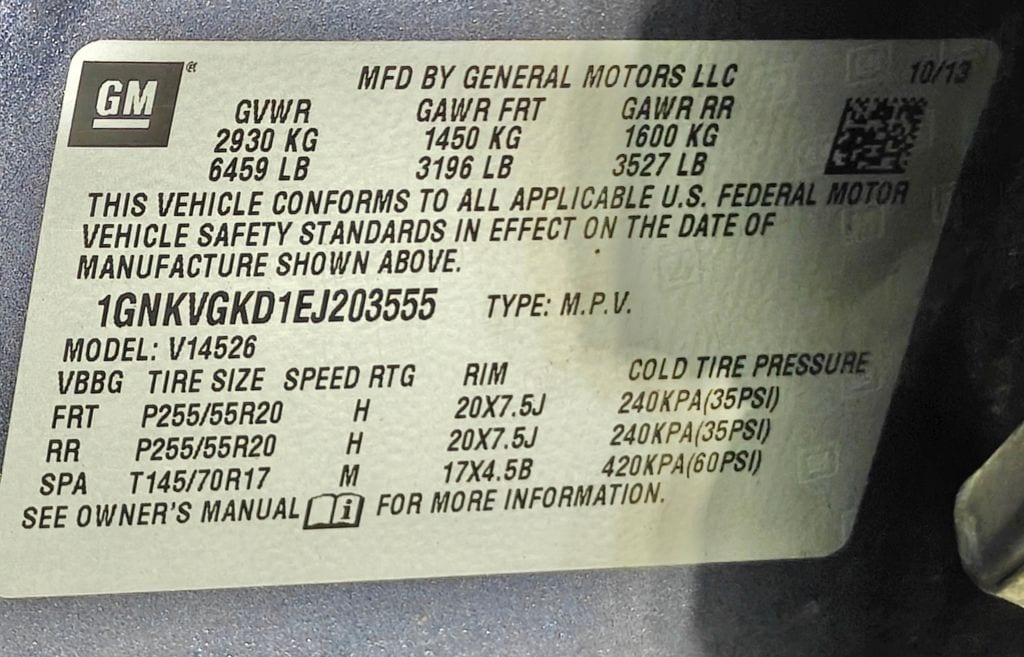 GM® MFD BY GENERAL MOTORS LLC 10/13
GVWR GAWR FRT GAWR RR
2930 KG 1450 KG 1600 KG
6459 LB 3196 LB 3527 LB
THIS VEHICLE CONFORMS TO ALL APPLICABLE U.S. FEDERAL MOTOR
VEHICLE SAFETY STANDARDS IN EFFECT ON THE DATE OF
MANUFACTURE SHOWN ABOVE.
1GNKVGKD1EJ203555 TYPE: M.P.V.
MODEL: V14526
VBBG TIRE SIZE SPEED RTG RIM COLD TIRE PRESSURE
FRT P255/55R20 H 20X7.5J 240KPA(35PSI)
RR P255/55R20 H 20X7.5J 240KPA(35PSI)
SPA T145/70R17 M 17X4.5B 420KPA(60PSI)
SEE OWNER'S MANUAL i FOR MORE INFORMATION.